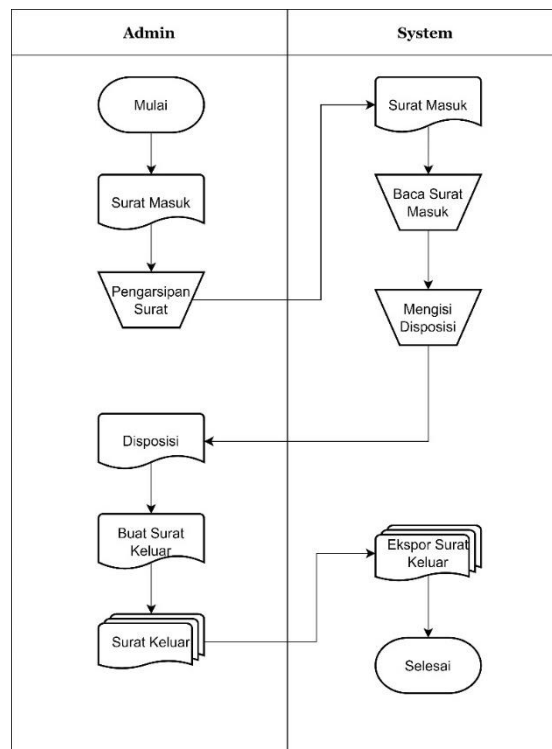 Admin
System
Mulai
Surat Masuk
Pengarsipan
Surat
Surat Masuk
Baca Surat
Masuk
Mengisi
Disposisi
Disposisi
Buat Surat
Keluar
Surat Keluar
Ekspor Surat
Keluar
Selesai